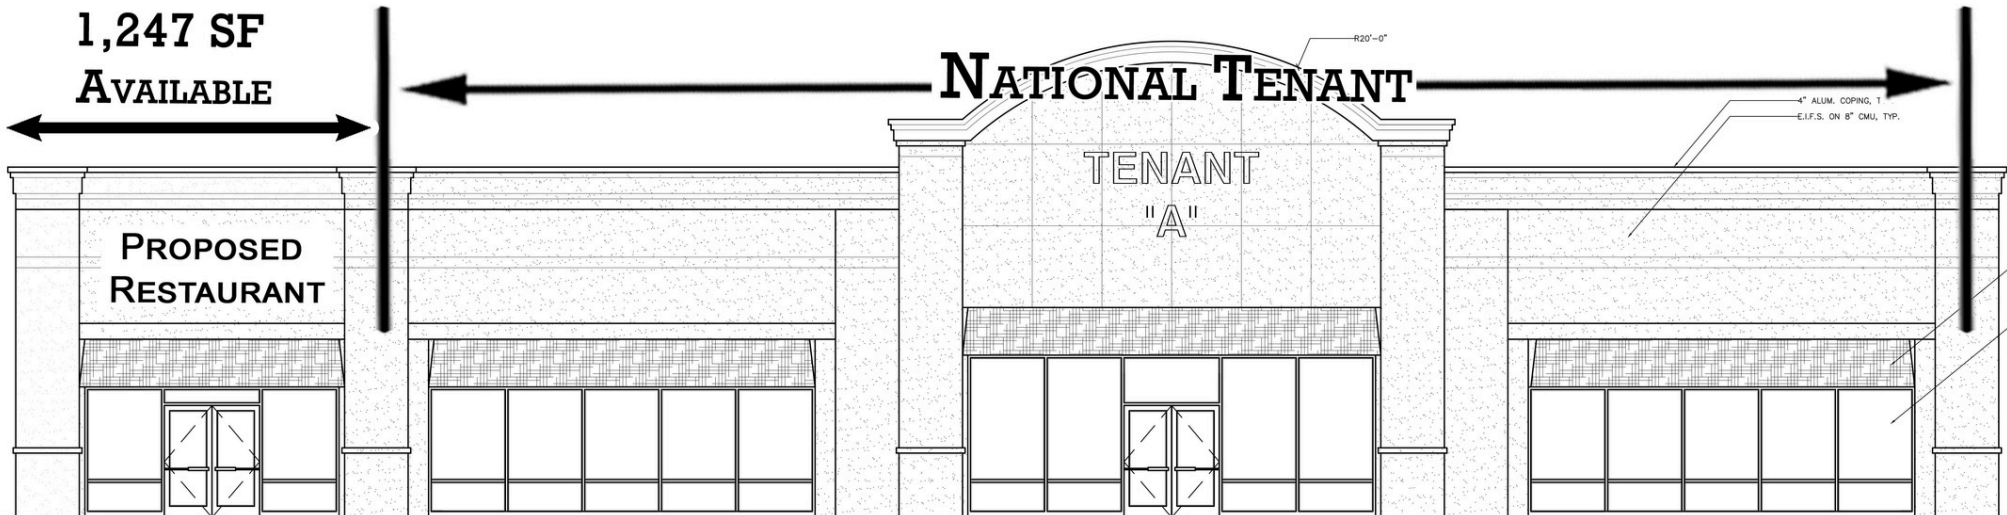 1,247 SF
AVAILABLE
NATIONAL TENANT
R20'-0"
4" ALUM. COPING, T
E.I.F.S. ON 8" CMU, TYP.
TENANT
"A"
PROPOSED
RESTAURANT